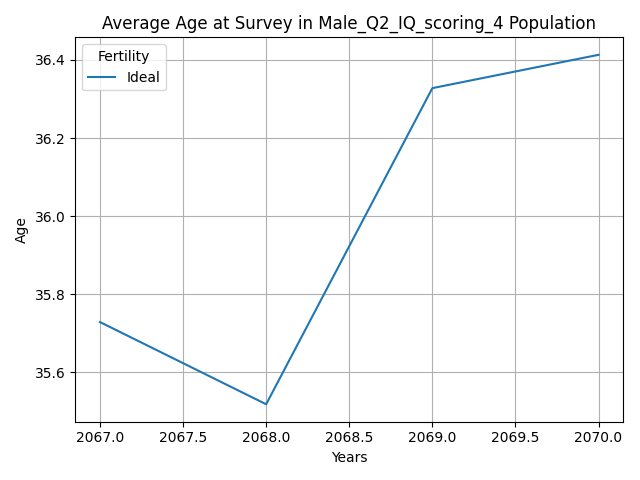 Average Age at Survey in Male_Q2_IQ_scoring_4 Population
Fertility
Ideal
36.4
36.2
36.0
35.8
35.6
Age
2067.0 2067.5 2068.0 2068.5 2069.0 2069.5 2070.0
Years